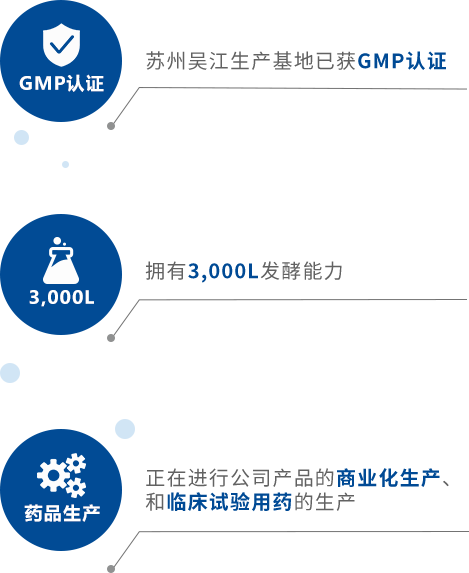 GMP认证
苏州吴江生产基地已获GMP认证
3,000L
拥有3,000L发酵能力
药品生产
正在进行公司产品的商业化生产、
和临床试验用药的生产